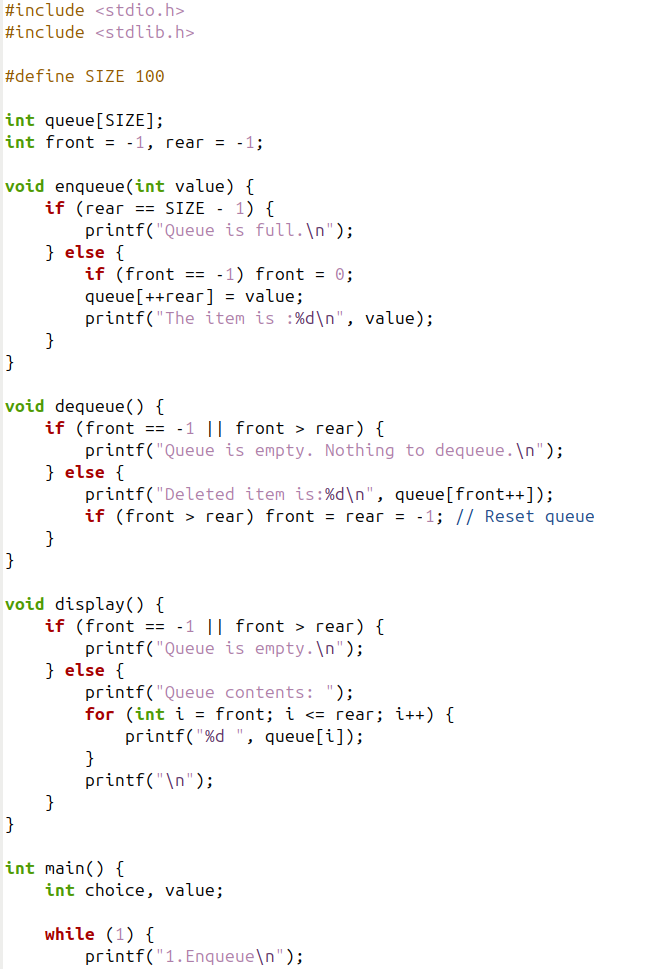 #include <stdio.h>
#include <stdlib.h>

#define SIZE 100

int queue[SIZE];
int front = -1, rear = -1;

void enqueue(int value) {
    if (rear == SIZE - 1) {
        printf("Queue is full.\n");
    } else {
        if (front == -1) front = 0;
        queue[++rear] = value;
        printf("The item is :%d\n", value);
    }
}

void dequeue() {
    if (front == -1 || front > rear) {
        printf("Queue is empty. Nothing to dequeue.\n");
    } else {
        printf("Deleted item is:%d\n", queue[front++]);
        if (front > rear) front = rear = -1; // Reset queue
    }
}

void display() {
    if (front == -1 || front > rear) {
        printf("Queue is empty.\n");
    } else {
        printf("Queue contents: ");
        for (int i = front; i <= rear; i++) {
            printf("%d ", queue[i]);
        }
        printf("\n");
    }
}

int main() {
    int choice, value;

    while (1) {
        printf("1.Enqueue\n");